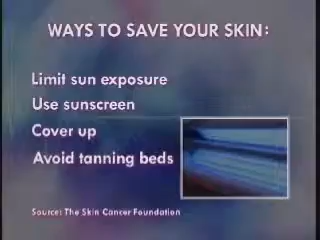 WAYS TO SAVE YOUR SKIN:
Limit sun exposure
Use sunscreen
Cover up
Avoid tanning beds
Source: The Skin Cancer Foundation